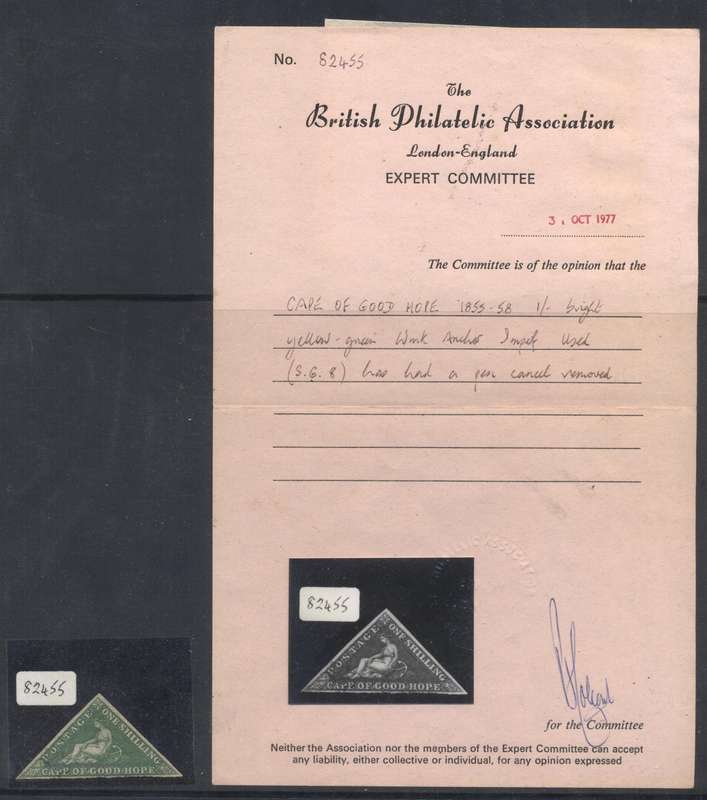 No. 82455
The
British Philatelic Association
London-England
EXPERT COMMITTEE
3 OCT 1977
The Committee is of the opinion that the
CAPE OF GOOD HOPE 1855-58 1/- bright
yellow-green Wmk Anchor Imperf Used
(S.G. 8) has had a pen cancel removed
82455
POSTAGE
ONE SHILLING
CAPE OF GOOD HOPE
82455
POSTAGE
ONE SHILLING
CAPE OF GOOD HOPE
for the Committee
Neither the Association nor the members of the Expert Committee can accept
any liability, either collective or individual, for any opinion expressed